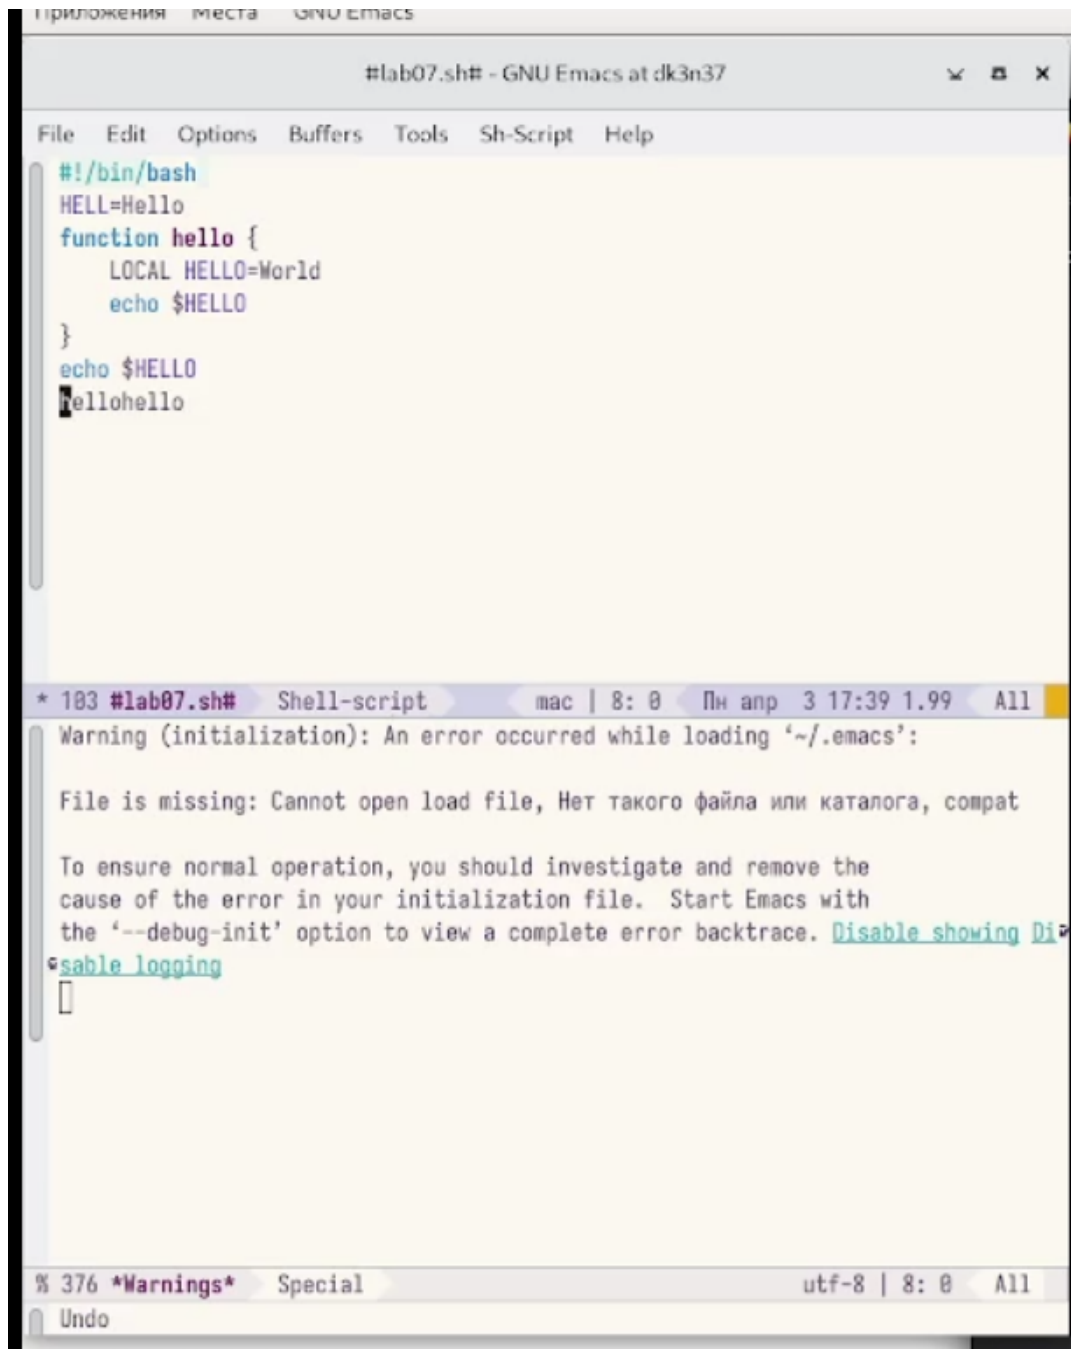 Приложения Места GNU Emacs
#lab07.sh# - GNU Emacs at dk3n37
File Edit Options Buffers Tools Sh-Script Help
#!/bin/bash
HELL=Hello
function hello {
    LOCAL HELLO=World
    echo $HELLO
}
echo $HELLO
hellohello
* 103 #lab07.sh# Shell-script mac | 8: 0 Пн апр 3 17:39 1.99 All
Warning (initialization): An error occurred while loading ‘~/.emacs’:
File is missing: Cannot open load file, Нет такого файла или каталога, compat
To ensure normal operation, you should investigate and remove the
cause of the error in your initialization file. Start Emacs with
the ‘--debug-init’ option to view a complete error backtrace. Disable showing Di
sable logging
% 376 *Warnings* Special utf-8 | 8: 0 All
Undo